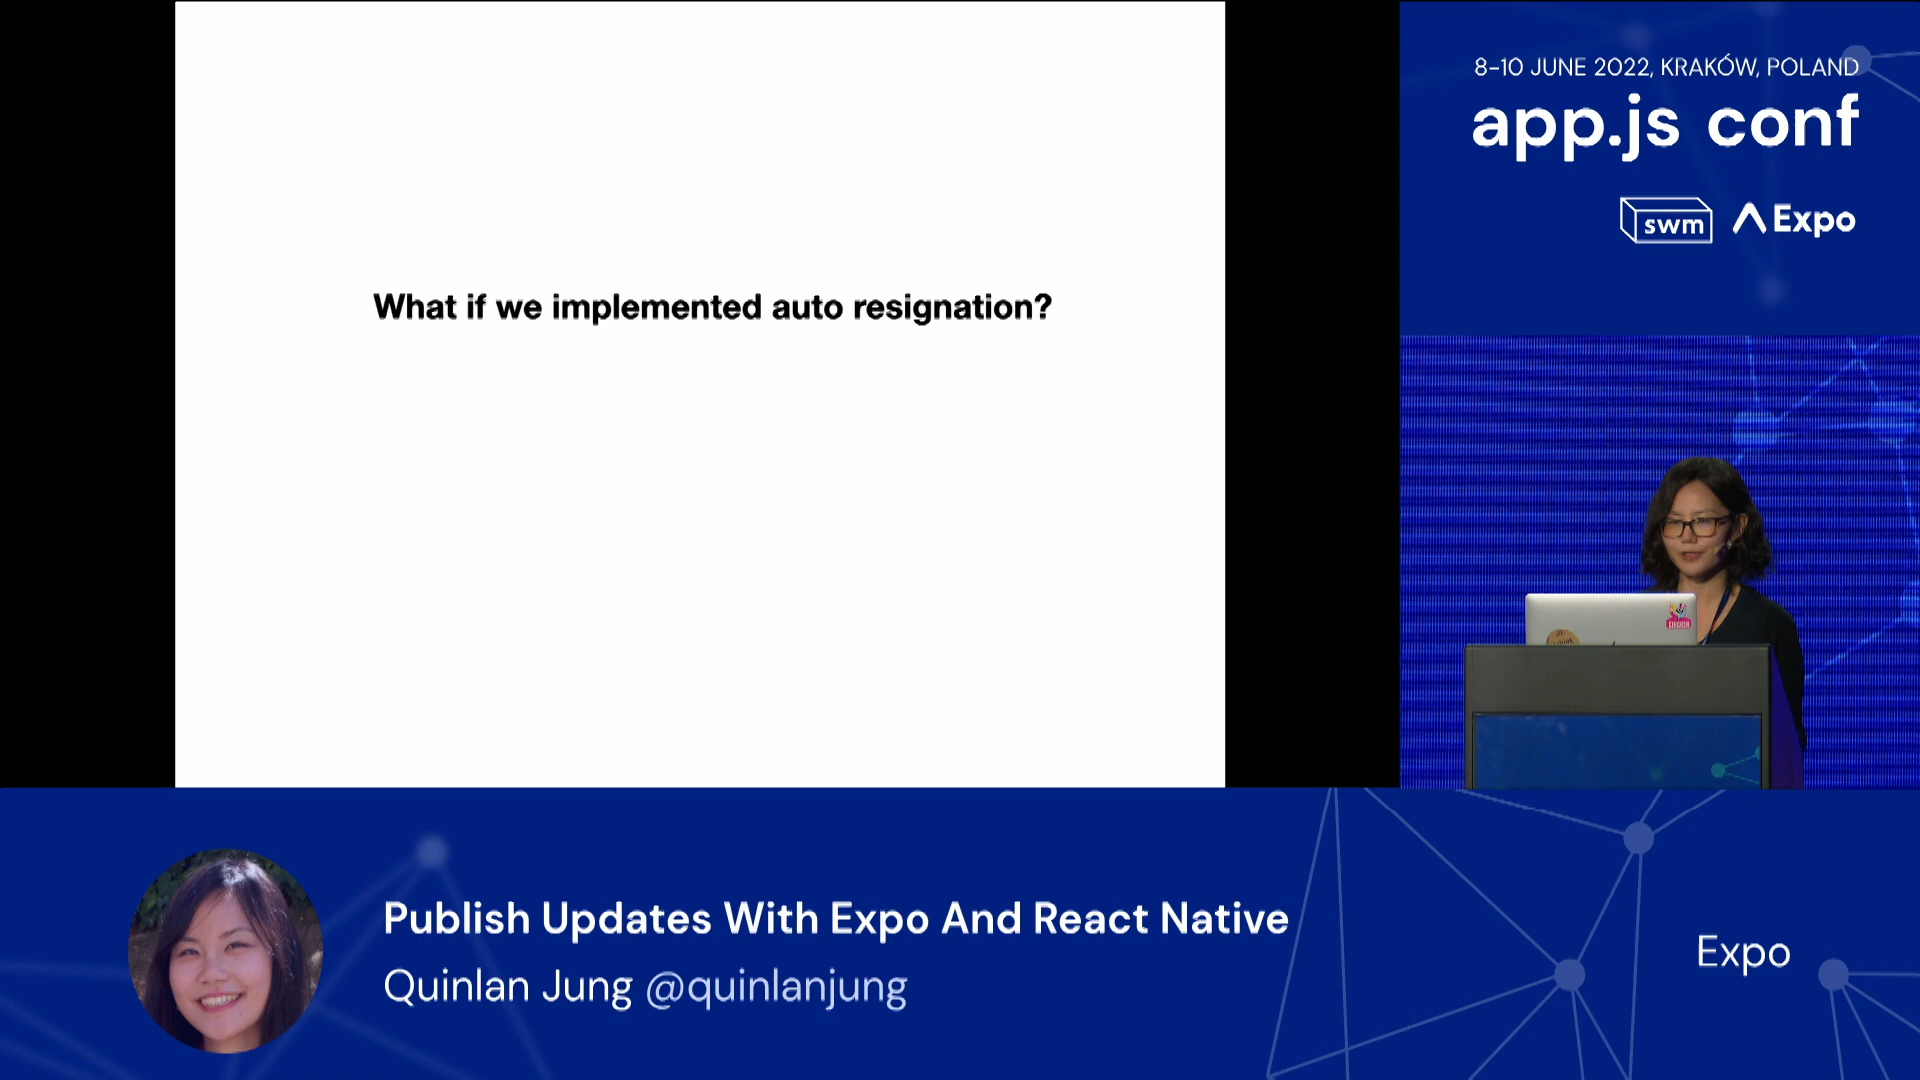 What if we implemented auto resignation?
8-10 JUNE 2022, KRAKÓW, POLAND
app.js conf
swm Expo
CHICKEN
Publish Updates With Expo And React Native
Quinlan Jung @quinlanjung
Expo